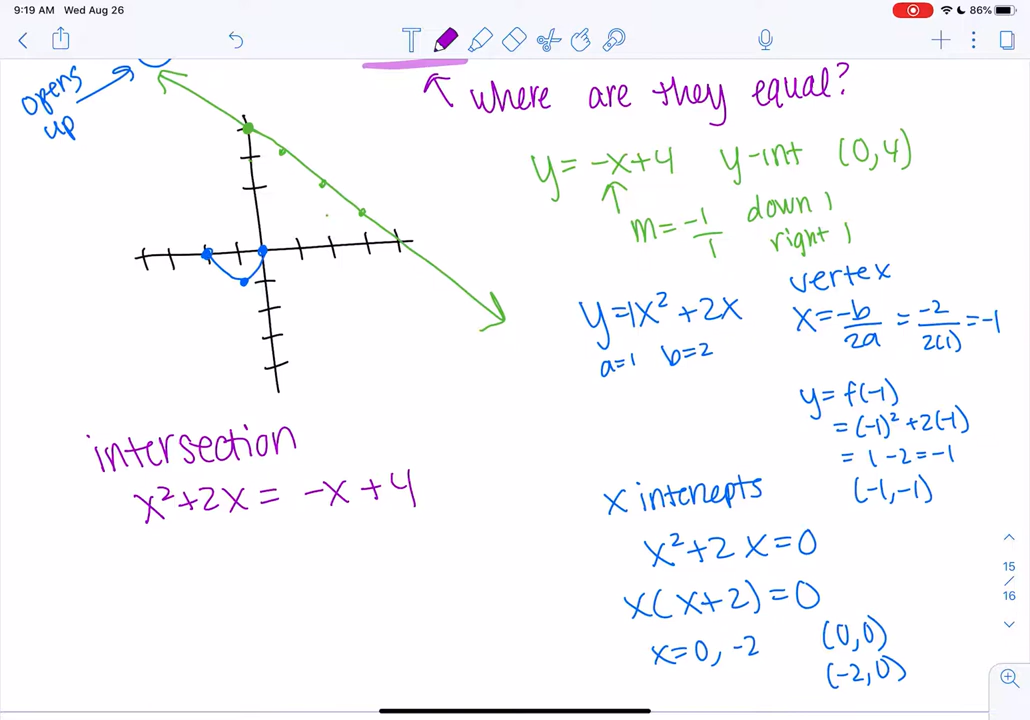 9:19 AM Wed Aug 26
86%
T
opens
up
where are they equal?
y = -x+4 y-int (0,4)
m = -1/1 down 1
right 1
vertex
y=1x²+2x
a=1 b=2
x = -b/2a = -2/2(1) = -1
y = f(-1)
= (-1)² +2(-1)
= 1 -2 = -1
(-1,-1)
intersection
x²+2x = -x +4
x intercepts
x²+2x=0
x(x+2)=0
x=0, -2 (0,0)
(-2,0)
15
/
16